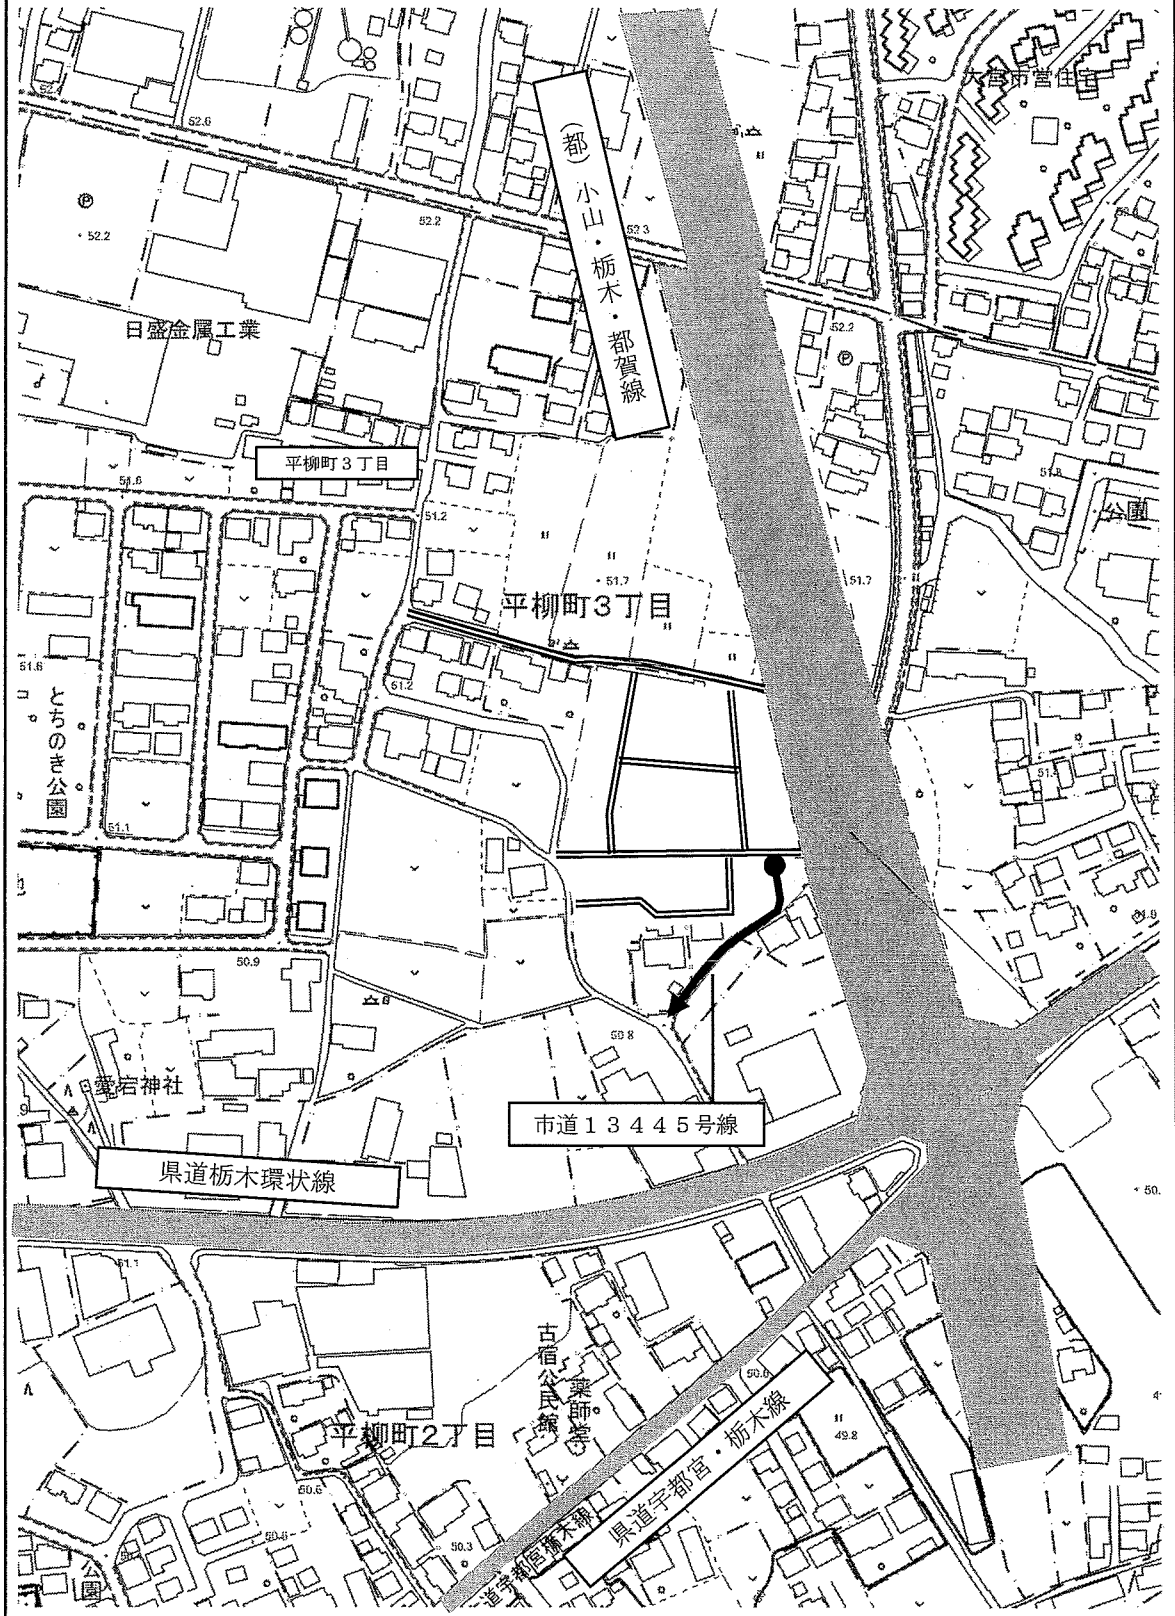 大宮市営住宅
52.6
(都)小山・栃木・都賀線
52.2
52.3
52.2
日盛金属工業
52.2
平柳町3丁目
51.6
51.2
公園
51.7
51.7
平柳町3丁目
51.6
51.2
とちのき公園
51.1
50.9
50.8
愛宕神社
市道13445号線
県道栃木環状線
51.1
古宿公民館
薬師堂
平柳町2丁目
県道宇都宮・栃木線
49.8
50.6
50.3
道宇都宮栃木線
公園